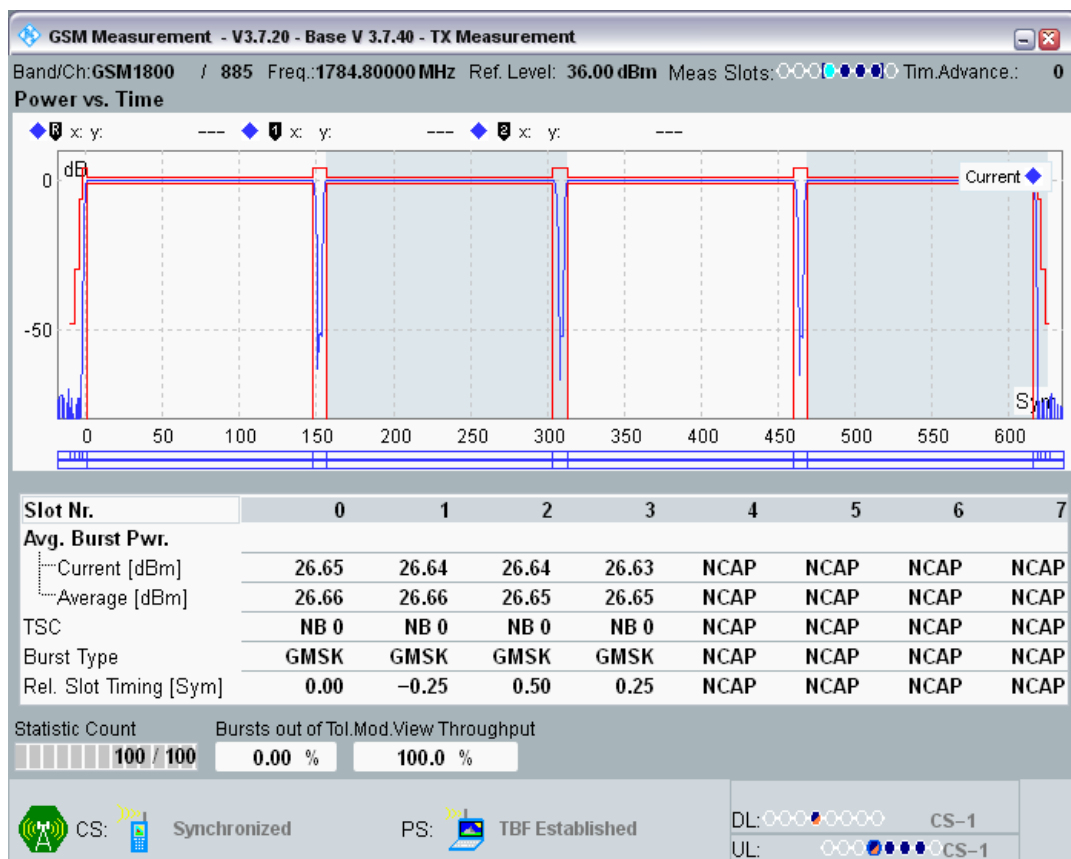 GSM Measurement - V3.7.20 - Base V 3.7.40 - TX Measurement
Band/Ch:GSM1800 / 885 Freq.:1784.80000 MHz Ref. Level: 36.00 dBm Meas Slots: Tim.Advance.: 0
Power vs. Time
R x: y: --- 1 x: y: --- 2 x: y: ---
dB
Current
0
-50
Sym
0 50 100 150 200 250 300 350 400 450 500 550 600
Slot Nr. 0 1 2 3 4 5 6 7
Avg. Burst Pwr.
Current [dBm] 26.65 26.64 26.64 26.63 NCAP NCAP NCAP NCAP
Average [dBm] 26.66 26.66 26.65 26.65 NCAP NCAP NCAP NCAP
TSC NB 0 NB 0 NB 0 NB 0 NCAP NCAP NCAP NCAP
Burst Type GMSK GMSK GMSK GMSK NCAP NCAP NCAP NCAP
Rel. Slot Timing [Sym] 0.00 −0.25 0.50 0.25 NCAP NCAP NCAP NCAP
Statistic Count Bursts out of Tol. Mod.View Throughput
100 / 100 0.00 % 100.0 %
CS: Synchronized PS: TBF Established DL: CS−1
UL: CS−1